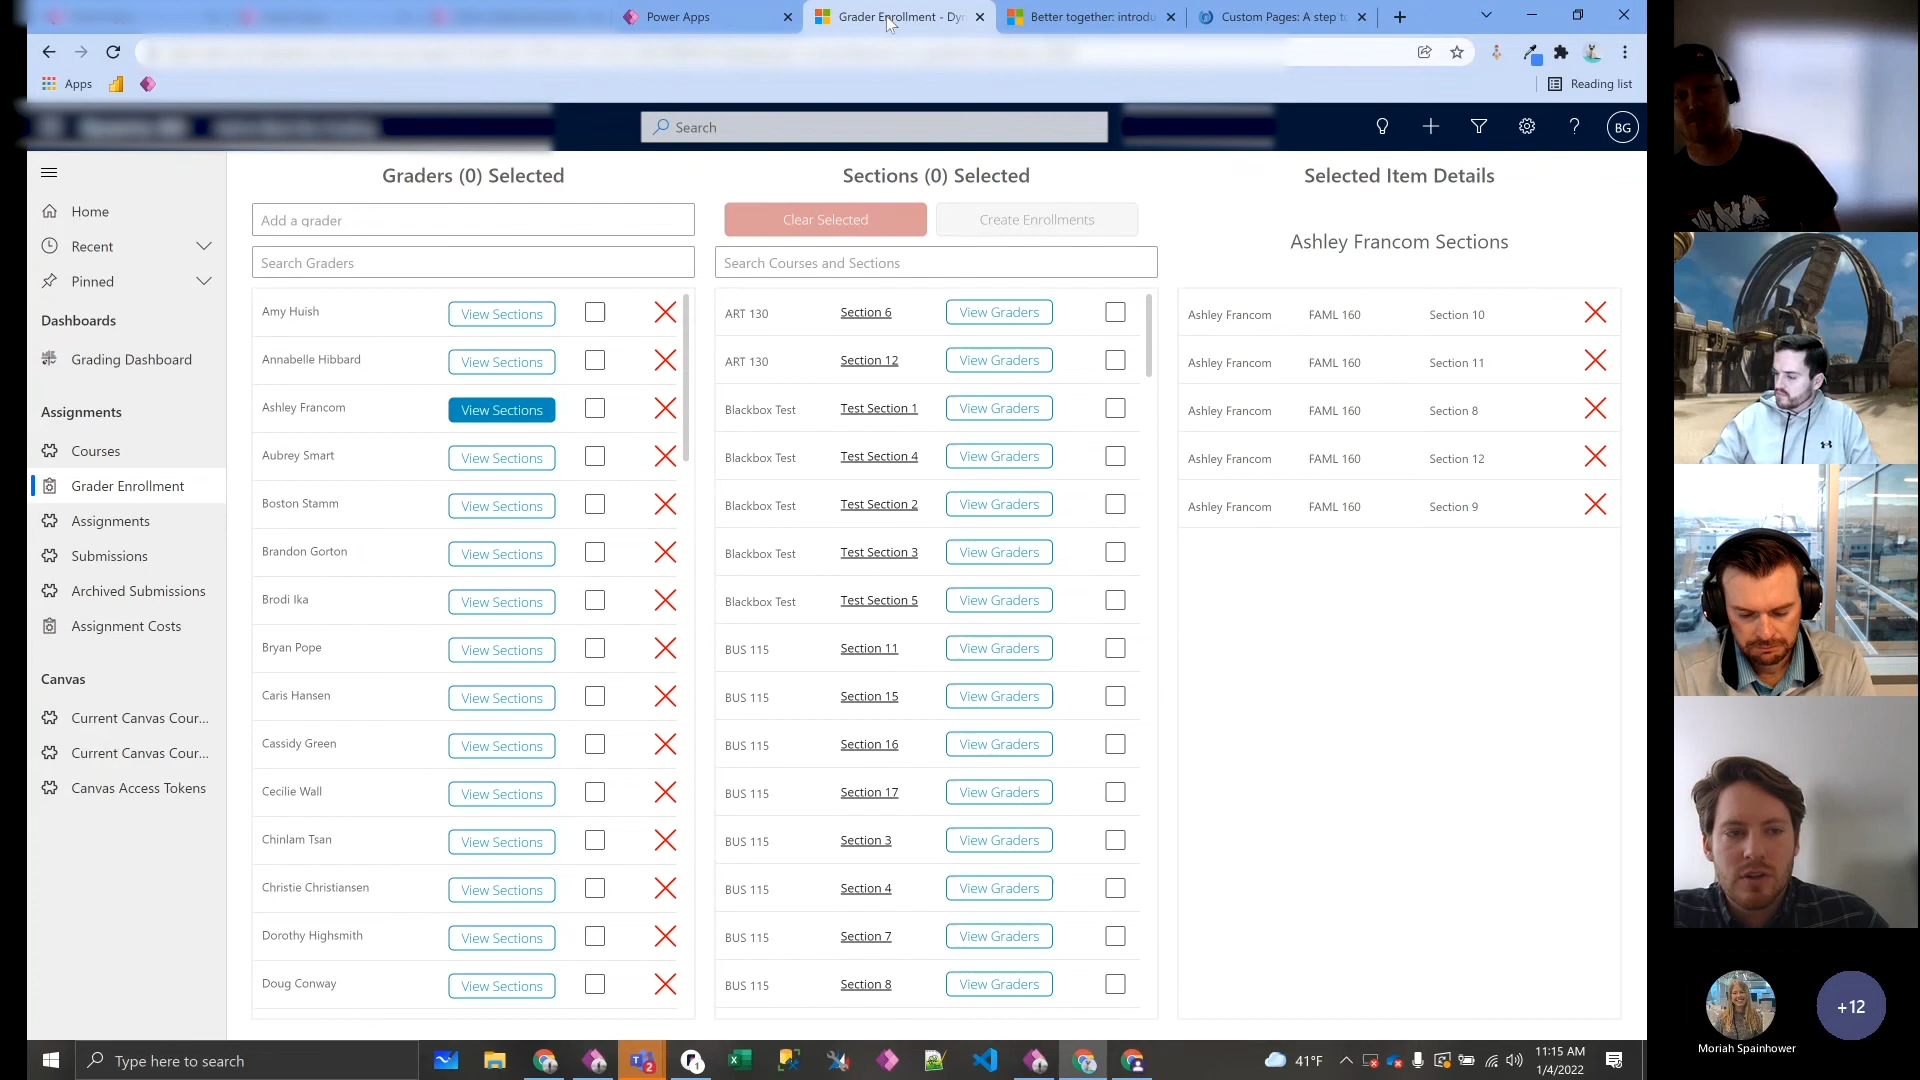 Power Apps
Grader Enrollment - Dyn
Better together: introdu
Custom Pages: A step to
Apps
Reading list
Search
BG
Home
Recent
Pinned
Dashboards
Grading Dashboard
Assignments
Courses
Grader Enrollment
Assignments
Submissions
Archived Submissions
Assignment Costs
Canvas
Current Canvas Cour...
Current Canvas Cour...
Canvas Access Tokens
Graders (0) Selected
Add a grader
Search Graders
Amy Huish View Sections
Annabelle Hibbard View Sections
Ashley Francom View Sections
Aubrey Smart View Sections
Boston Stamm View Sections
Brandon Gorton View Sections
Brodi Ika View Sections
Bryan Pope View Sections
Caris Hansen View Sections
Cassidy Green View Sections
Cecilie Wall View Sections
Chinlam Tsan View Sections
Christie Christiansen View Sections
Dorothy Highsmith View Sections
Doug Conway View Sections
Sections (0) Selected
Clear Selected Create Enrollments
Search Courses and Sections
ART 130 Section 6 View Graders
ART 130 Section 12 View Graders
Blackbox Test Test Section 1 View Graders
Blackbox Test Test Section 4 View Graders
Blackbox Test Test Section 2 View Graders
Blackbox Test Test Section 3 View Graders
Blackbox Test Test Section 5 View Graders
BUS 115 Section 11 View Graders
BUS 115 Section 15 View Graders
BUS 115 Section 16 View Graders
BUS 115 Section 17 View Graders
BUS 115 Section 3 View Graders
BUS 115 Section 4 View Graders
BUS 115 Section 7 View Graders
BUS 115 Section 8 View Graders
Selected Item Details
Ashley Francom Sections
Ashley Francom FAML 160 Section 10
Ashley Francom FAML 160 Section 11
Ashley Francom FAML 160 Section 8
Ashley Francom FAML 160 Section 12
Ashley Francom FAML 160 Section 9
+12
Moriah Spainhower
Type here to search
41°F
11:15 AM
1/4/2022